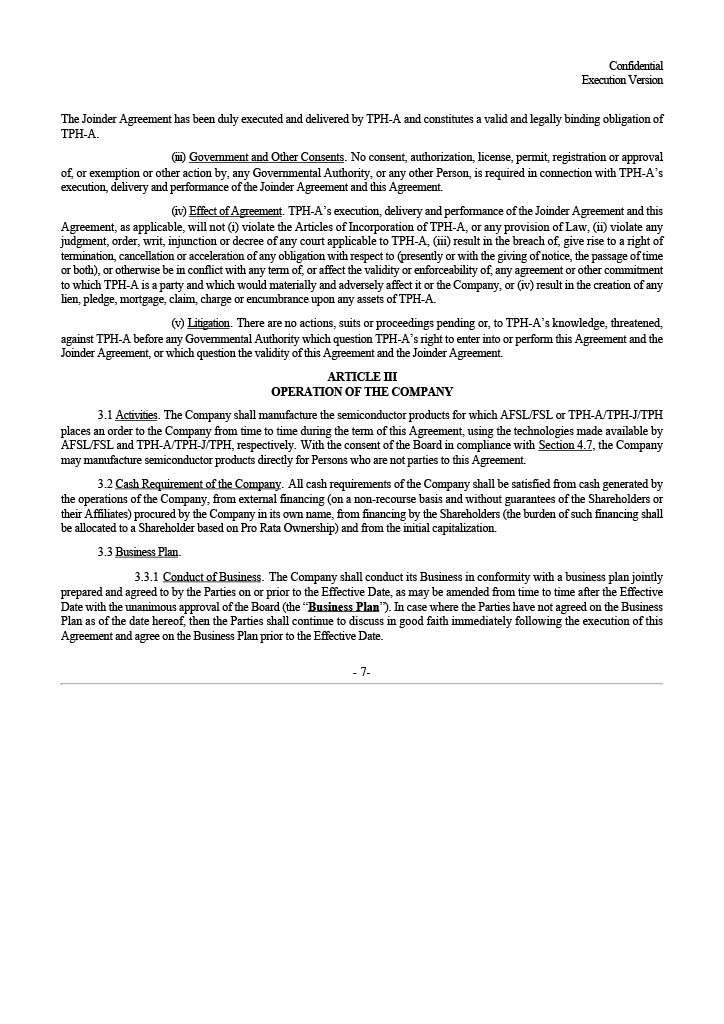 Confidential
Execution Version
The Joinder Agreement has been duly executed and delivered by TPH-A and constitutes a valid and legally binding obligation of
TPH-A.
(iii) Government and Other Consents. No consent, authorization, license, permit, registration or approval
of, or exemption or other action by, any Governmental Authority, or any other Person, is required in connection with TPH-A’s
execution, delivery and performance of the Joinder Agreement and this Agreement.
(iv) Effect of Agreement. TPH-A’s execution, delivery and performance of the Joinder Agreement and this
Agreement, as applicable, will not (i) violate the Articles of Incorporation of TPH-A, or any provision of Law, (ii) violate any
judgment, order, writ, injunction or decree of any court applicable to TPH-A, (iii) result in the breach of, give rise to a right of
termination, cancellation or acceleration of any obligation with respect to (presently or with the giving of notice, the passage of time
or both), or otherwise be in conflict with any term of, or affect the validity or enforceability of, any agreement or other commitment
to which TPH-A is a party and which would materially and adversely affect it or the Company, or (iv) result in the creation of any
lien, pledge, mortgage, claim, charge or encumbrance upon any assets of TPH-A.
(v) Litigation. There are no actions, suits or proceedings pending or, to TPH-A’s knowledge, threatened,
against TPH-A before any Governmental Authority which question TPH-A’s right to enter into or perform this Agreement and the
Joinder Agreement, or which question the validity of this Agreement and the Joinder Agreement.
ARTICLE III
OPERATION OF THE COMPANY
3.1 Activities. The Company shall manufacture the semiconductor products for which AFSL/FSL or TPH-A/TPH-J/TPH
places an order to the Company from time to time during the term of this Agreement, using the technologies made available by
AFSL/FSL and TPH-A/TPH-J/TPH, respectively. With the consent of the Board in compliance with Section 4.7, the Company
may manufacture semiconductor products directly for Persons who are not parties to this Agreement.
3.2 Cash Requirement of the Company. All cash requirements of the Company shall be satisfied from cash generated by
the operations of the Company, from external financing (on a non-recourse basis and without guarantees of the Shareholders or
their Affiliates) procured by the Company in its own name, from financing by the Shareholders (the burden of such financing shall
be allocated to a Shareholder based on Pro Rata Ownership) and from the initial capitalization.
3.3 Business Plan.
3.3.1 Conduct of Business. The Company shall conduct its Business in conformity with a business plan jointly
prepared and agreed to by the Parties on or prior to the Effective Date, as may be amended from time to time after the Effective
Date with the unanimous approval of the Board (the “Business Plan”). In case where the Parties have not agreed on the Business
Plan as of the date hereof, then the Parties shall continue to discuss in good faith immediately following the execution of this
Agreement and agree on the Business Plan prior to the Effective Date.
- 7-